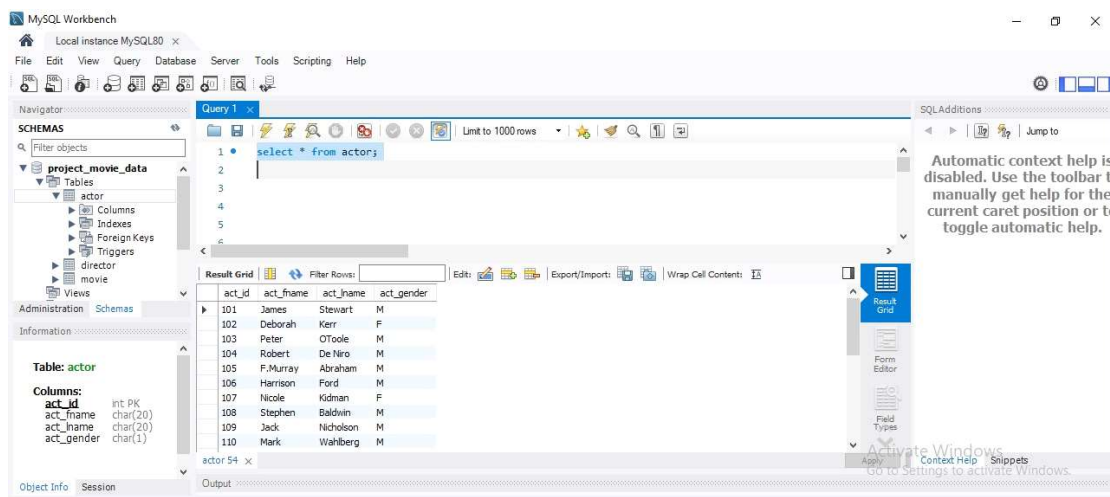 MySQL Workbench
Local instance MySQL80
File Edit View Query Database Server Tools Scripting Help
Navigator
SCHEMAS
Filter objects
project_movie_data
Tables
actor
Columns
Indexes
Foreign Keys
Triggers
director
movie
Views
Administration Schemas
Information
Table: actor
Columns:
act_id int PK
act_fname char(20)
act_lname char(20)
act_gender char(1)
Object Info Session
Query 1
Limit to 1000 rows
1 select * from actor;
2
3
4
5
6
Result Grid Filter Rows: Edit: Export/Import: Wrap Cell Content:
act_id act_fname act_lname act_gender
101 James Stewart M
102 Deborah Kerr F
103 Peter OToole M
104 Robert De Niro M
105 F.Murray Abraham M
106 Harrison Ford M
107 Nicole Kidman F
108 Stephen Baldwin M
109 Jack Nicholson M
110 Mark Wahlberg M
Result
Grid
Form
Editor
Field
Types
actor 54
Apply
Output
SQLAdditions
Jump to
Automatic context help is
disabled. Use the toolbar t
manually get help for the
current caret position or t
toggle automatic help.
Activate Windows
Go to Settings to activate Windows.
Context Help Snippets